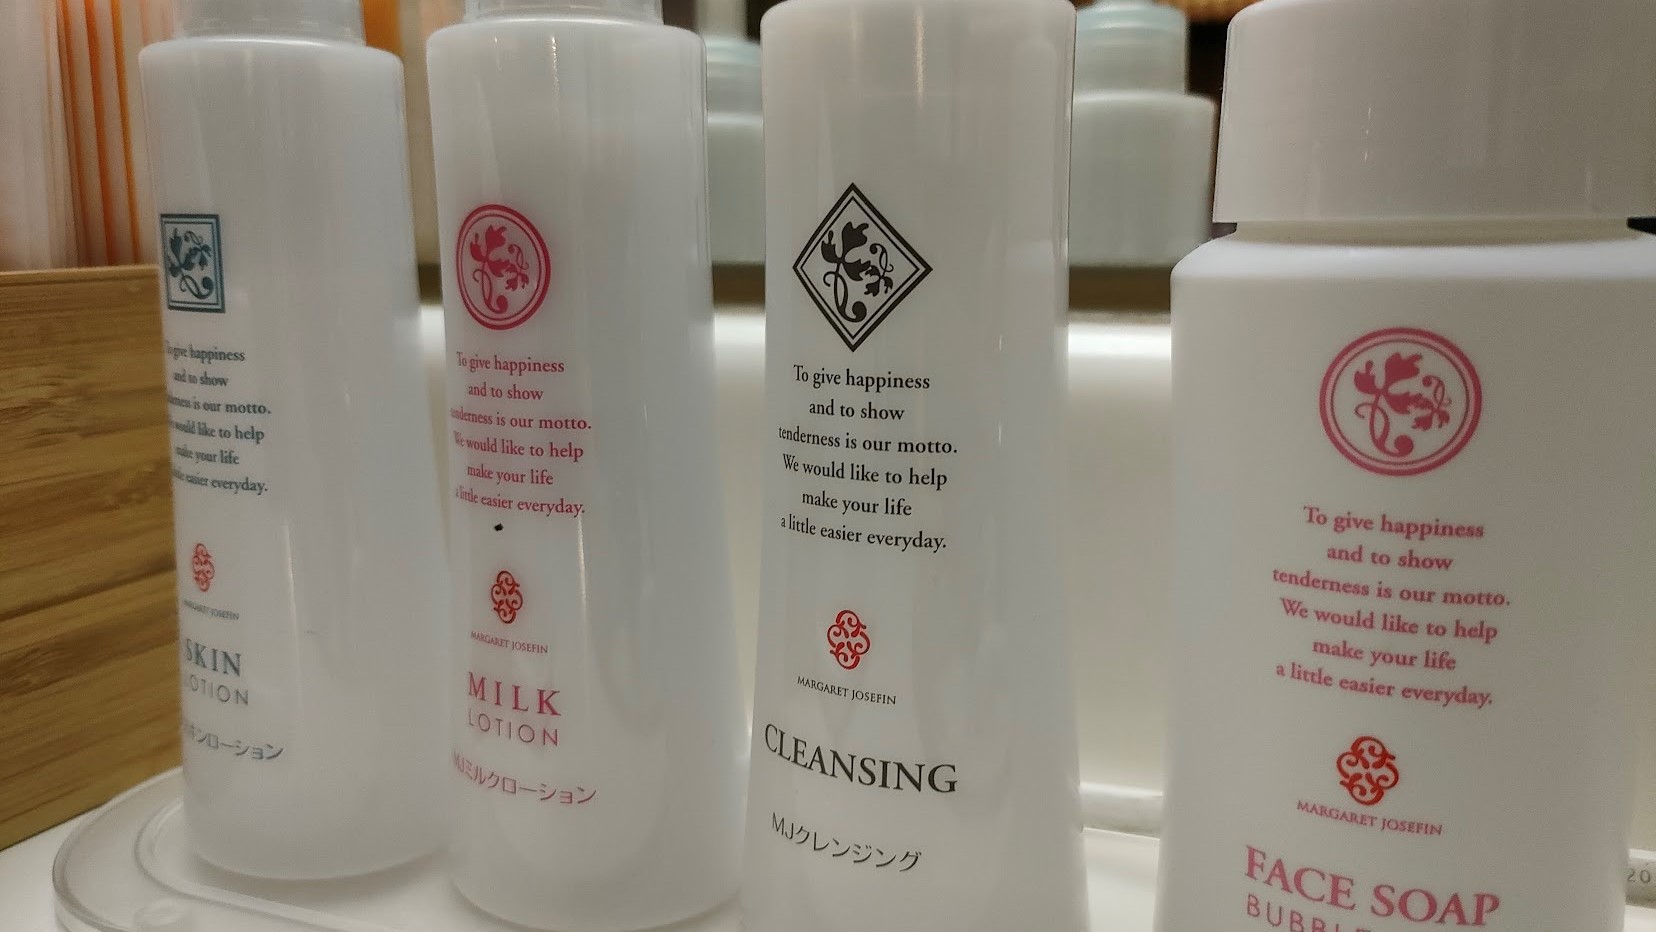 give happiness
and to show
is our motto.
would like to help
make your life
easier everyday.
MARGARET JOSEFIN
SKIN
LOTION
スキンローション
To give happiness
and to show
tenderness is our motto.
We would like to help
make your life
a little easier everyday.
MARGARET JOSEFIN
MILK
LOTION
MJミルクローション
To give happiness
and to show
tenderness is our motto.
We would like to help
make your life
a little easier everyday.
MARGARET JOSEFIN
CLEANSING
MJクレンジング
To give happiness
and to show
tenderness is our motto.
We would like to help
make your life
a little easier everyday.
MARGARET JOSEFIN
FACE SOAP